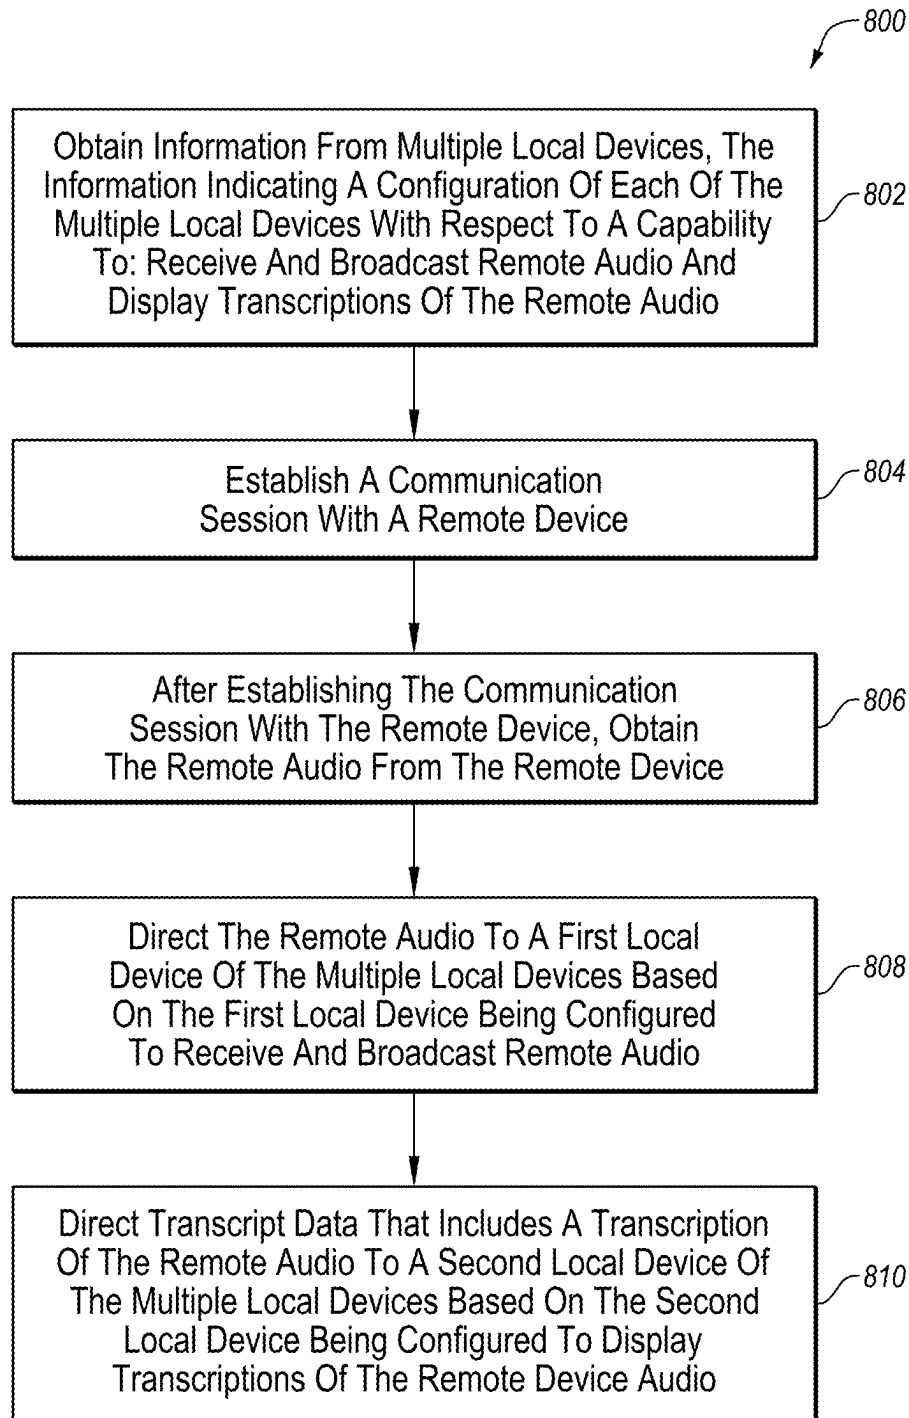 800
Obtain Information From Multiple Local Devices, The
Information Indicating A Configuration Of Each Of The
Multiple Local Devices With Respect To A Capability
To: Receive And Broadcast Remote Audio And
Display Transcriptions Of The Remote Audio
802
Establish A Communication
Session With A Remote Device
804
After Establishing The Communication
Session With The Remote Device, Obtain
The Remote Audio From The Remote Device
806
Direct The Remote Audio To A First Local
Device Of The Multiple Local Devices Based
On The First Local Device Being Configured
To Receive And Broadcast Remote Audio
808
Direct Transcript Data That Includes A Transcription
Of The Remote Audio To A Second Local Device Of
The Multiple Local Devices Based On The Second
Local Device Being Configured To Display
Transcriptions Of The Remote Device Audio
810